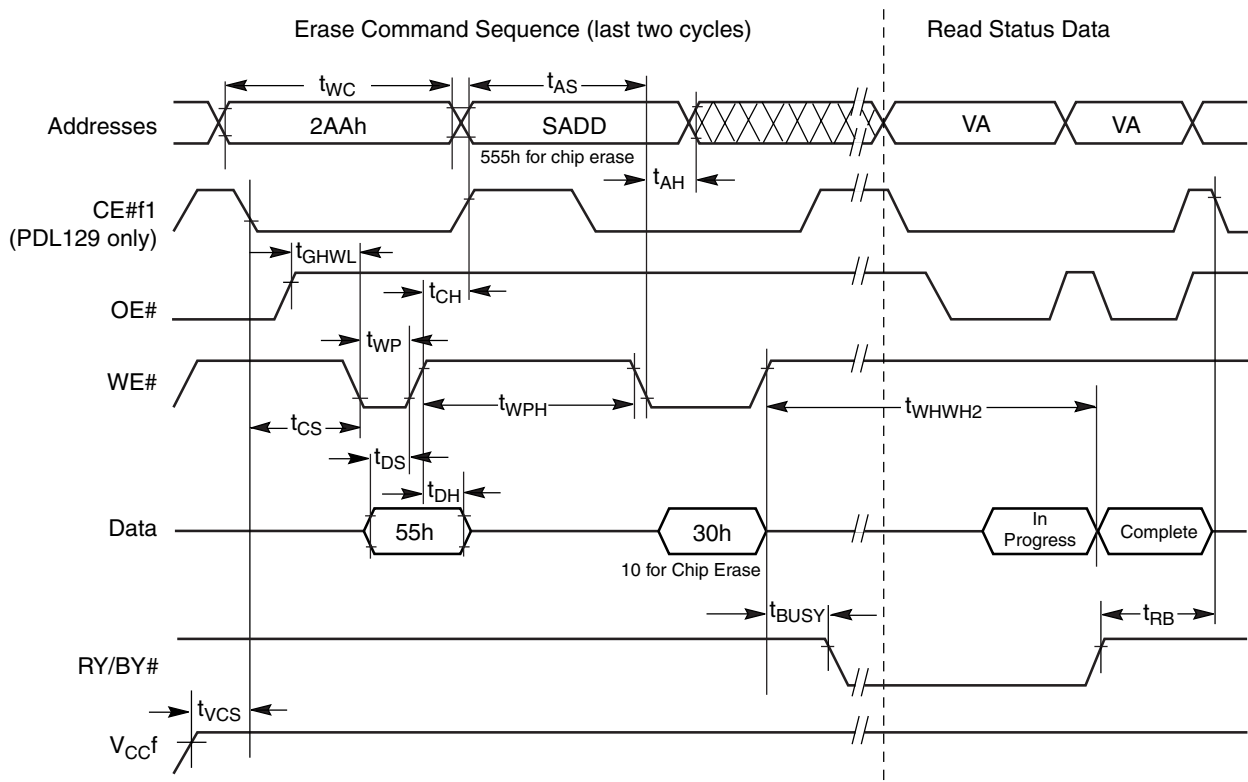 Erase Command Sequence (last two cycles)
Read Status Data
tWC
tAS
Addresses
2AAh
SADD
VA
VA
555h for chip erase
tAH
CE#f1
(PDL129 only)
tGHWL
tCH
OE#
tWP
WE#
tWPH
tWHWH2
tCS
tDS
tDH
Data
55h
30h
In
Progress
Complete
10 for Chip Erase
tBUSY
tRB
RY/BY#
tVCS
VCCf